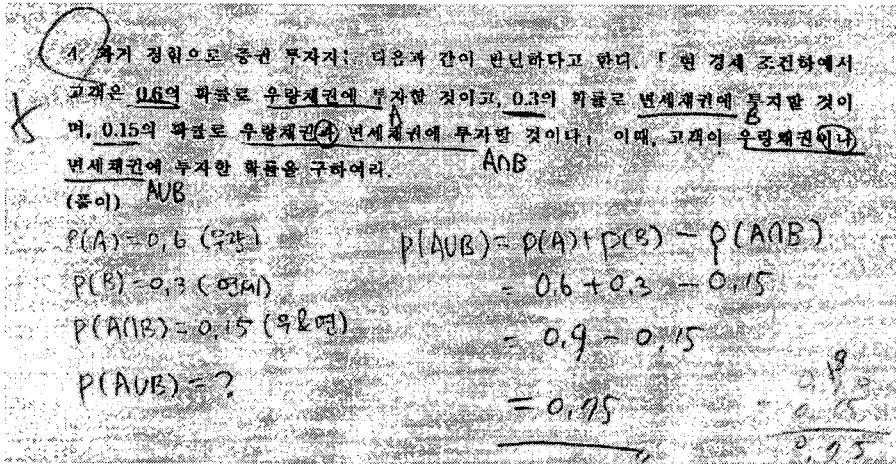 1. 과거 경험으로 증권 투자자는 다음과 같이 판단하다고 한다. 「현 경제 조건하에서
고객은 0.6의 확률로 우량채권에 투자할 것이고, 0.3의 확률로 면세채권에 투자할 것이
A B
며, 0.15의 확률로 우량채권과 면세채권에 투자할 것이다」 이때, 고객이 우량채권이나
A∩B
면세채권에 투자할 확률을 구하여라.
A∪B
(풀이)
P(A)=0.6 (우량)
P(B)=0.3 (면세)
P(A∩B)=0.15 (우&면)
P(A∪B)=?
P(A∪B)=P(A)+P(B)-P(A∩B)
= 0.6+0.3 -0.15
= 0.9 - 0.15
= 0.75